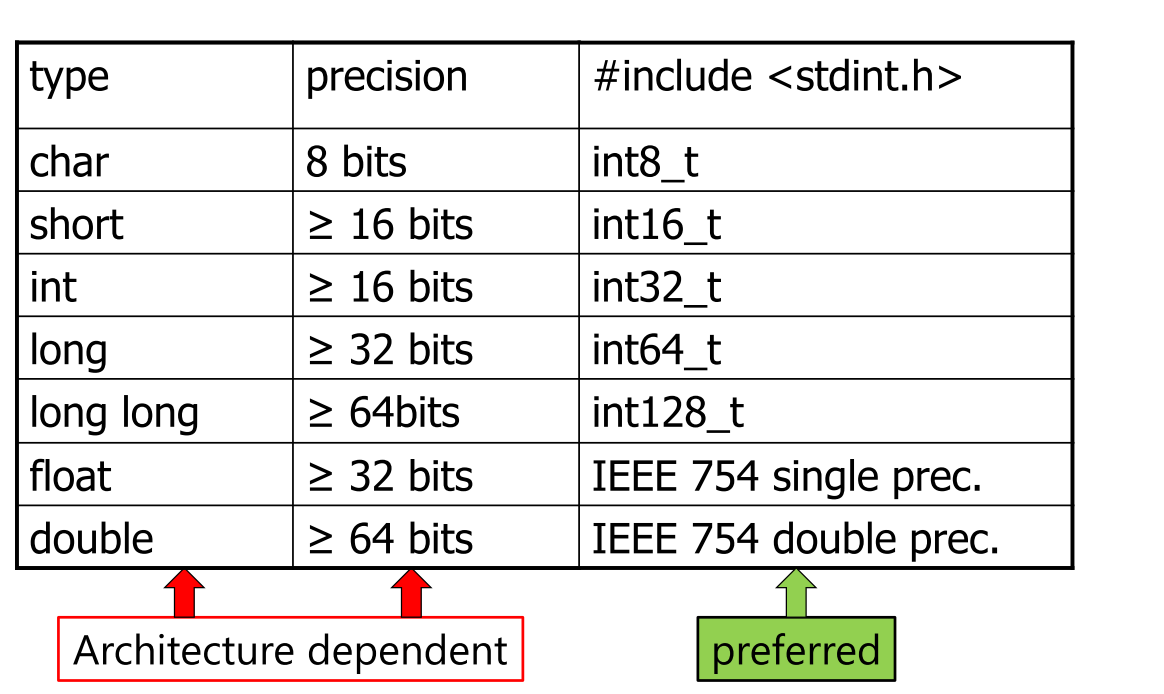 type precision #include <stdint.h>
char 8 bits int8_t
short ≥ 16 bits int16_t
int ≥ 16 bits int32_t
long ≥ 32 bits int64_t
long long ≥ 64bits int128_t
float ≥ 32 bits IEEE 754 single prec.
double ≥ 64 bits IEEE 754 double prec.
Architecture dependent preferred